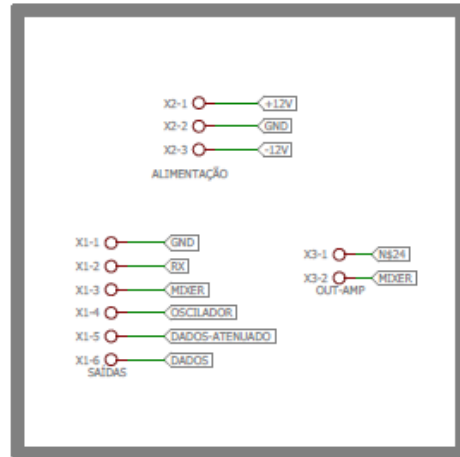 X2-1 +12V
X2-2 GND
X2-3 -12V
ALIMENTAÇÃO
X1-1 GND
X1-2 RX
X1-3 MIXER
X1-4 OSCILADOR
X1-5 DADOS-ATENUADO
X1-6 DADOS
SAÍDAS
X3-1 N$24
X3-2 MIXER
OUT-AMP